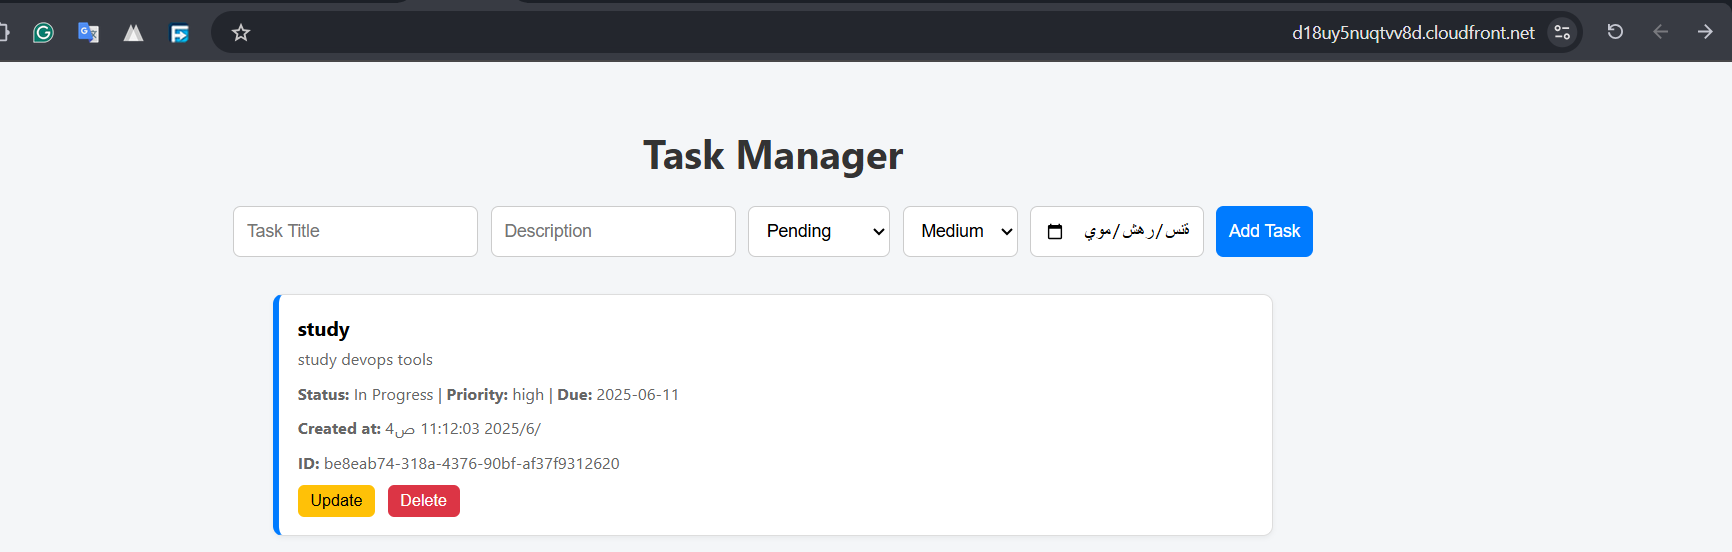 d18uy5nuqtvv8d.cloudfront.net
Task Manager
Task Title
Description
Pending
Medium
يوم/شهر/سنة
Add Task
study
study devops tools
Status: In Progress | Priority: high | Due: 2025-06-11
Created at: 4ص 11:12:03 2025/6/
ID: be8eab74-318a-4376-90bf-af37f9312620
Update
Delete